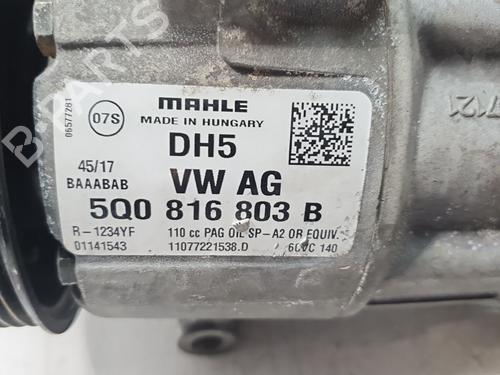 MAHLE
07S
MADE IN HUNGARY
06577281
DH5
45/17
BAAABAB
VW AG
5Q0 816 803 B
R-1234YF
110 cc PAG OIL SP-A2 OR EQUIV.
01141543
11077221538.D
6CVC 140
B PARTS